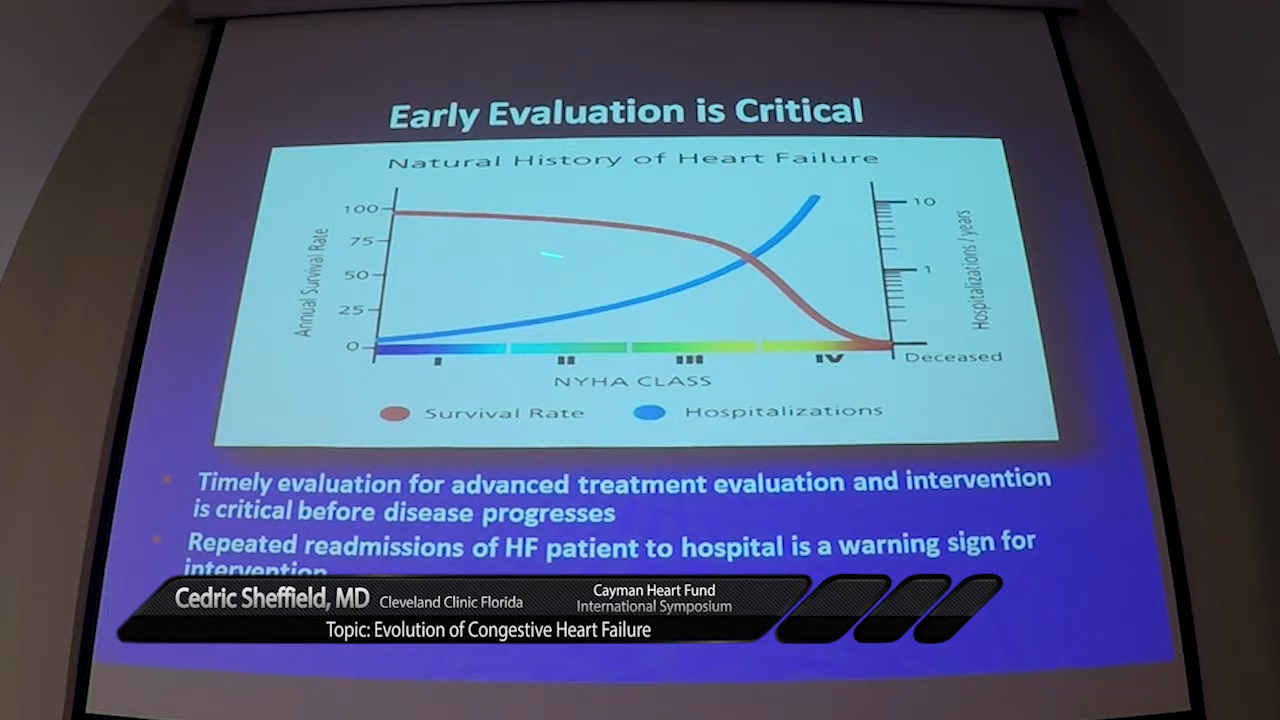 Early Evaluation is Critical
Natural History of Heart Failure
100
75
50
25
0
Annual Survival Rate
10
1
Hospitalizations / years
Deceased
I II III IV
NYHA CLASS
Survival Rate Hospitalizations
Timely evaluation for advanced treatment evaluation and intervention
is critical before disease progresses
Repeated readmissions of HF patient to hospital is a warning sign for
intervention
Cedric Sheffield, MD Cleveland Clinic Florida
Cayman Heart Fund
International Symposium
Topic: Evolution of Congestive Heart Failure